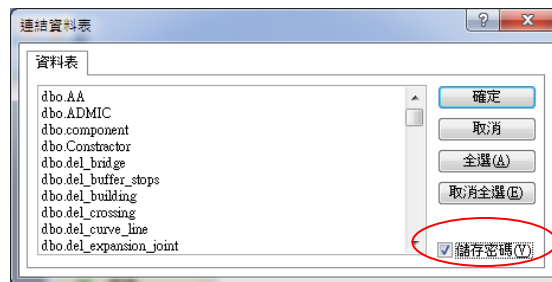 連結資料表
資料表
dbo.AA
dbo.ADMIC
dbo.component
dbo.Constractor
dbo.del_bridge
dbo.del_buffer_stops
dbo.del_building
dbo.del_crossing
dbo.del_curve_line
dbo.del_expansion_joint
確定
取消
全選(A)
取消全選(E)
儲存密碼(Y)